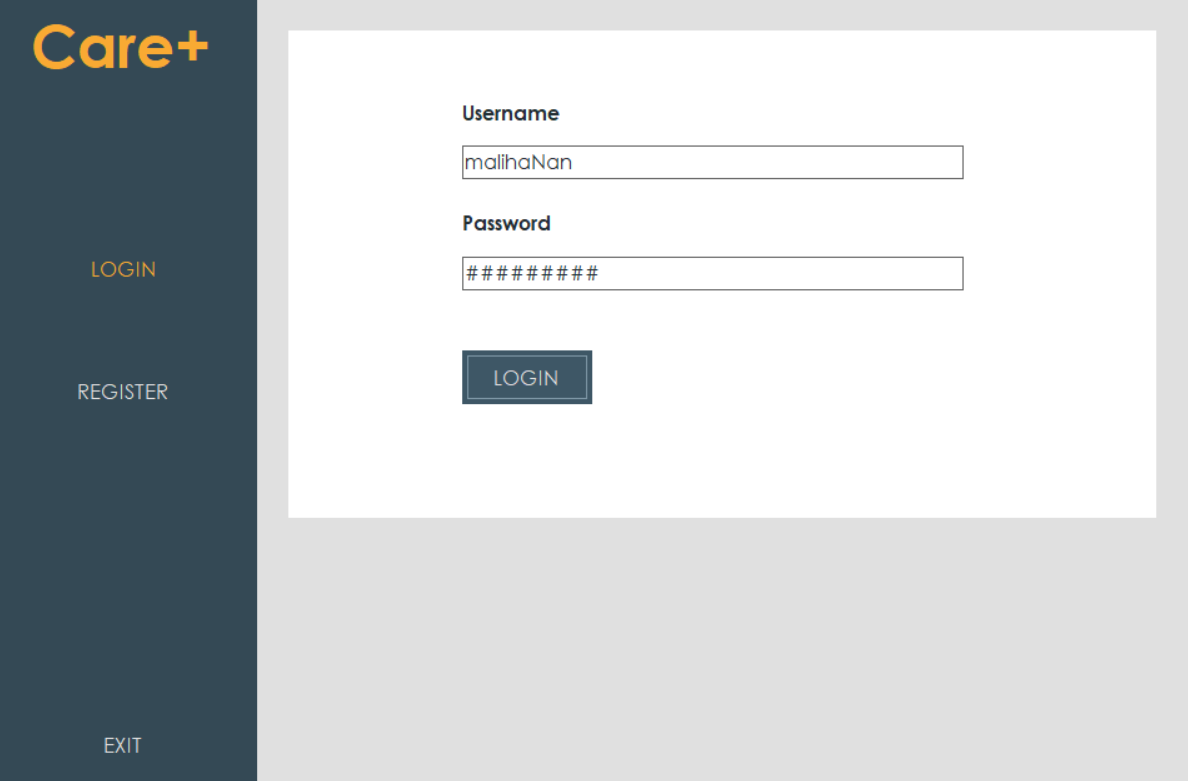 Care+
LOGIN
REGISTER
EXIT
Username
malihaNan
Password
#########
LOGIN